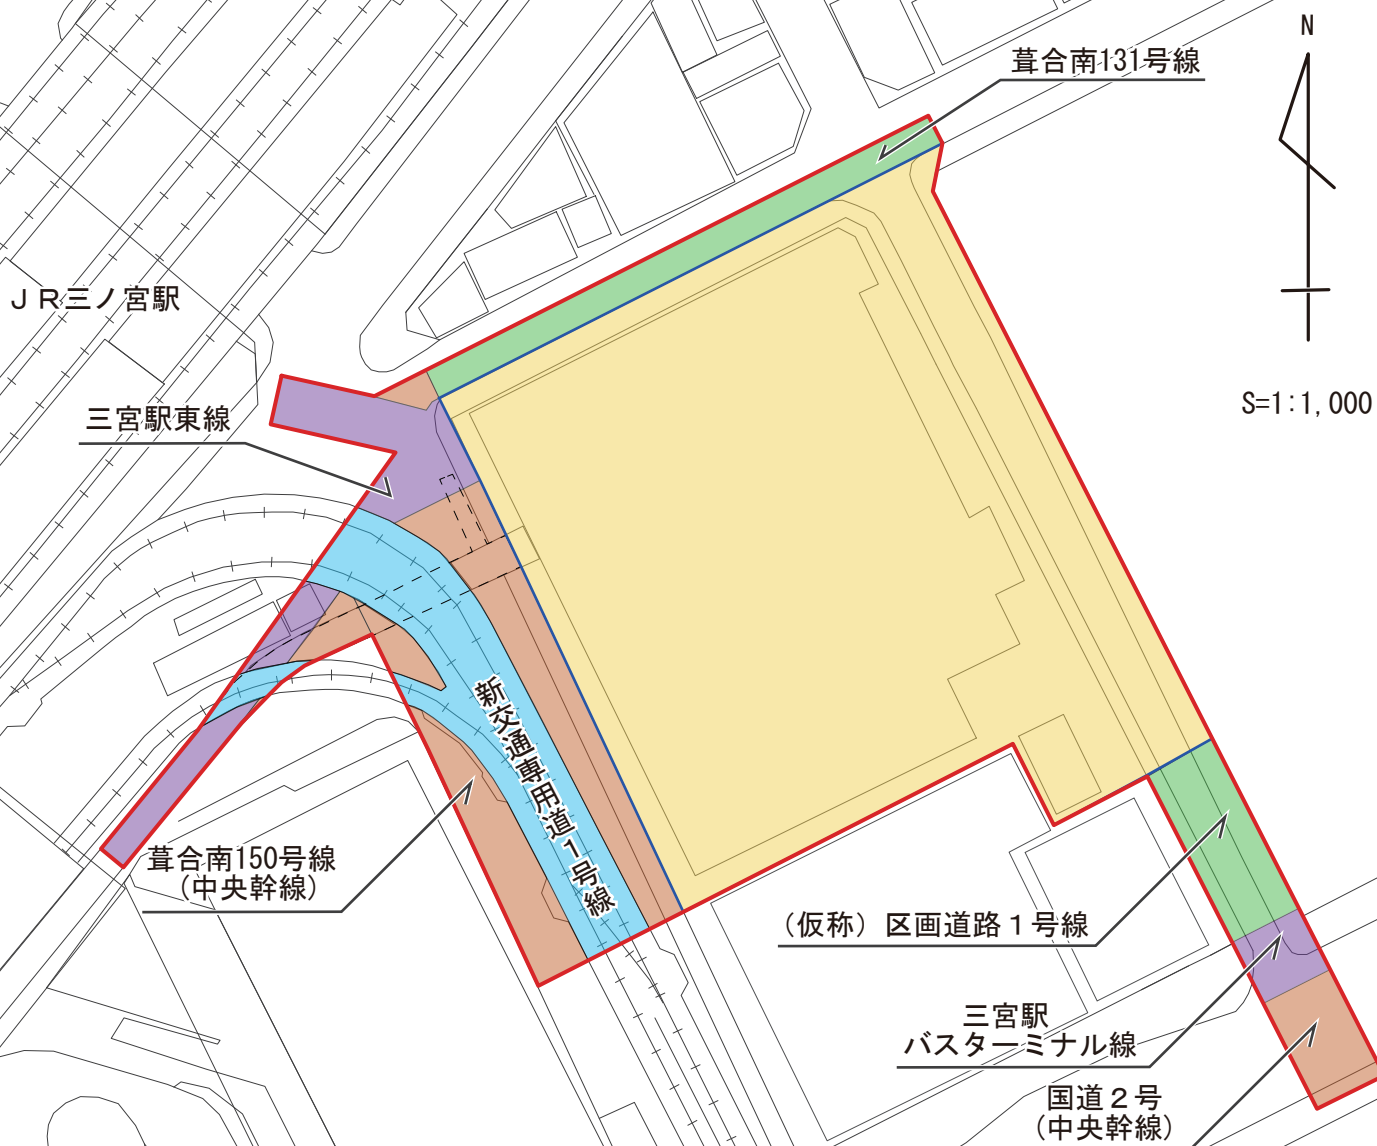 N
葺合南131号線
ＪＲ三ノ宮駅
S=1:1,000
三宮駅東線
新交通専用道１号線
葺合南150号線
（中央幹線）
（仮称）区画道路１号線
三宮駅
バスターミナル線
国道２号
（中央幹線）